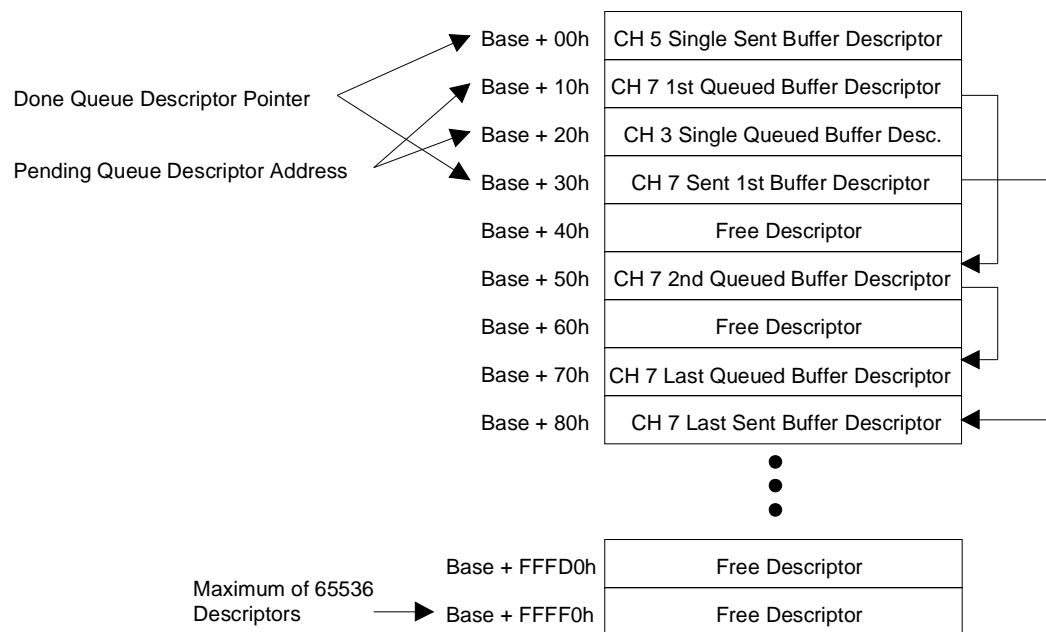 Base + 00h CH 5 Single Sent Buffer Descriptor
Done Queue Descriptor Pointer
Base + 10h CH 7 1st Queued Buffer Descriptor
Base + 20h CH 3 Single Queued Buffer Desc.
Pending Queue Descriptor Address
Base + 30h CH 7 Sent 1st Buffer Descriptor
Base + 40h Free Descriptor
Base + 50h CH 7 2nd Queued Buffer Descriptor
Base + 60h Free Descriptor
Base + 70h CH 7 Last Queued Buffer Descriptor
Base + 80h CH 7 Last Sent Buffer Descriptor
Base + FFFD0h Free Descriptor
Maximum of 65536
Descriptors
Base + FFFF0h Free Descriptor